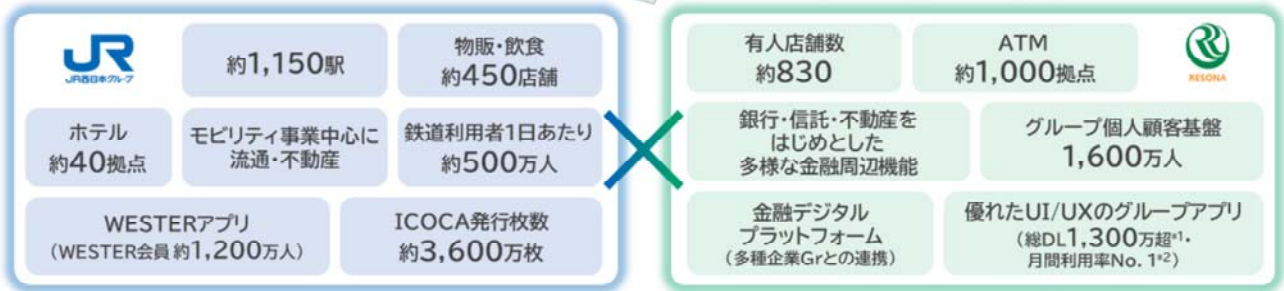 JR
JR西日本グループ
約1,150駅
物販・飲食
約450店舗
ホテル
約40拠点
モビリティ事業中心に
流通・不動産
鉄道利用者1日あたり
約500万人
WESTERアプリ
（WESTER会員 約1,200万人）
ICOCA発行枚数
約3,600万枚
有人店舗数
約830
ATM
約1,000拠点
RESONA
銀行・信託・不動産を
はじめとした
多様な金融周辺機能
グループ個人顧客基盤
1,600万人
金融デジタル
プラットフォーム
（多種企業Grとの連携）
優れたUI/UXのグループアプリ
（総DL1,300万超*1・
月間利用率No. 1*2）